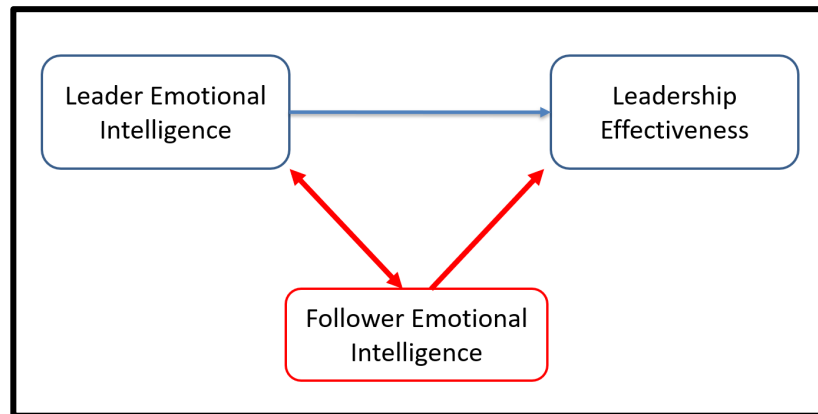 Leader Emotional
Intelligence
Leadership
Effectiveness
Follower Emotional
Intelligence